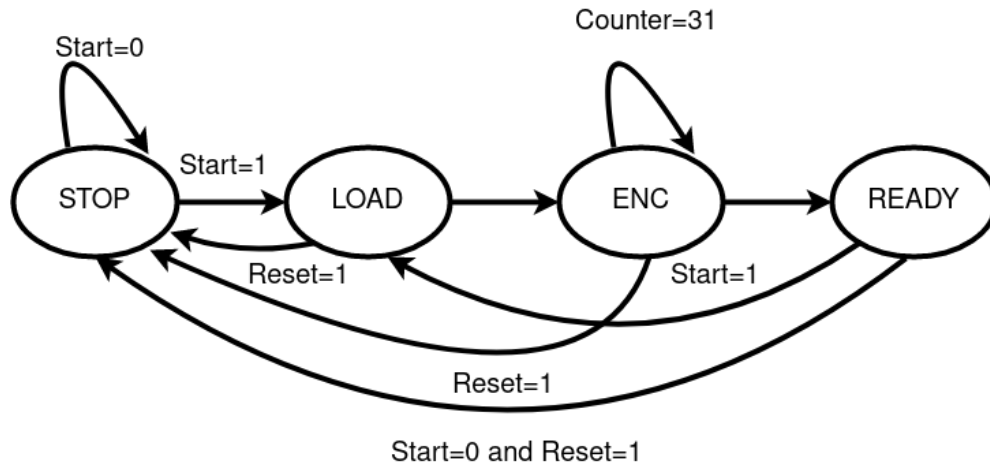 Counter=31
Start=0
Start=1
STOP
LOAD
ENC
READY
Reset=1
Start=1
Reset=1
Start=0 and Reset=1